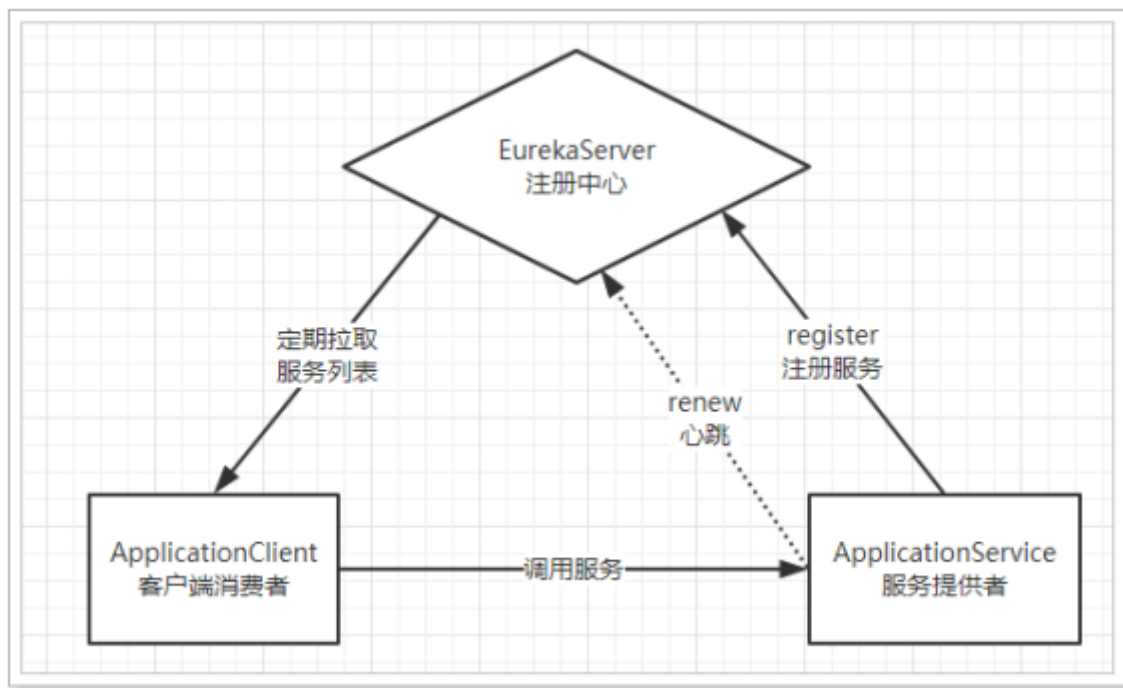 EurekaServer
注册中心
定期拉取
服务列表
register
注册服务
renew
心跳
ApplicationClient
客户端消费者
调用服务
ApplicationService
服务提供者